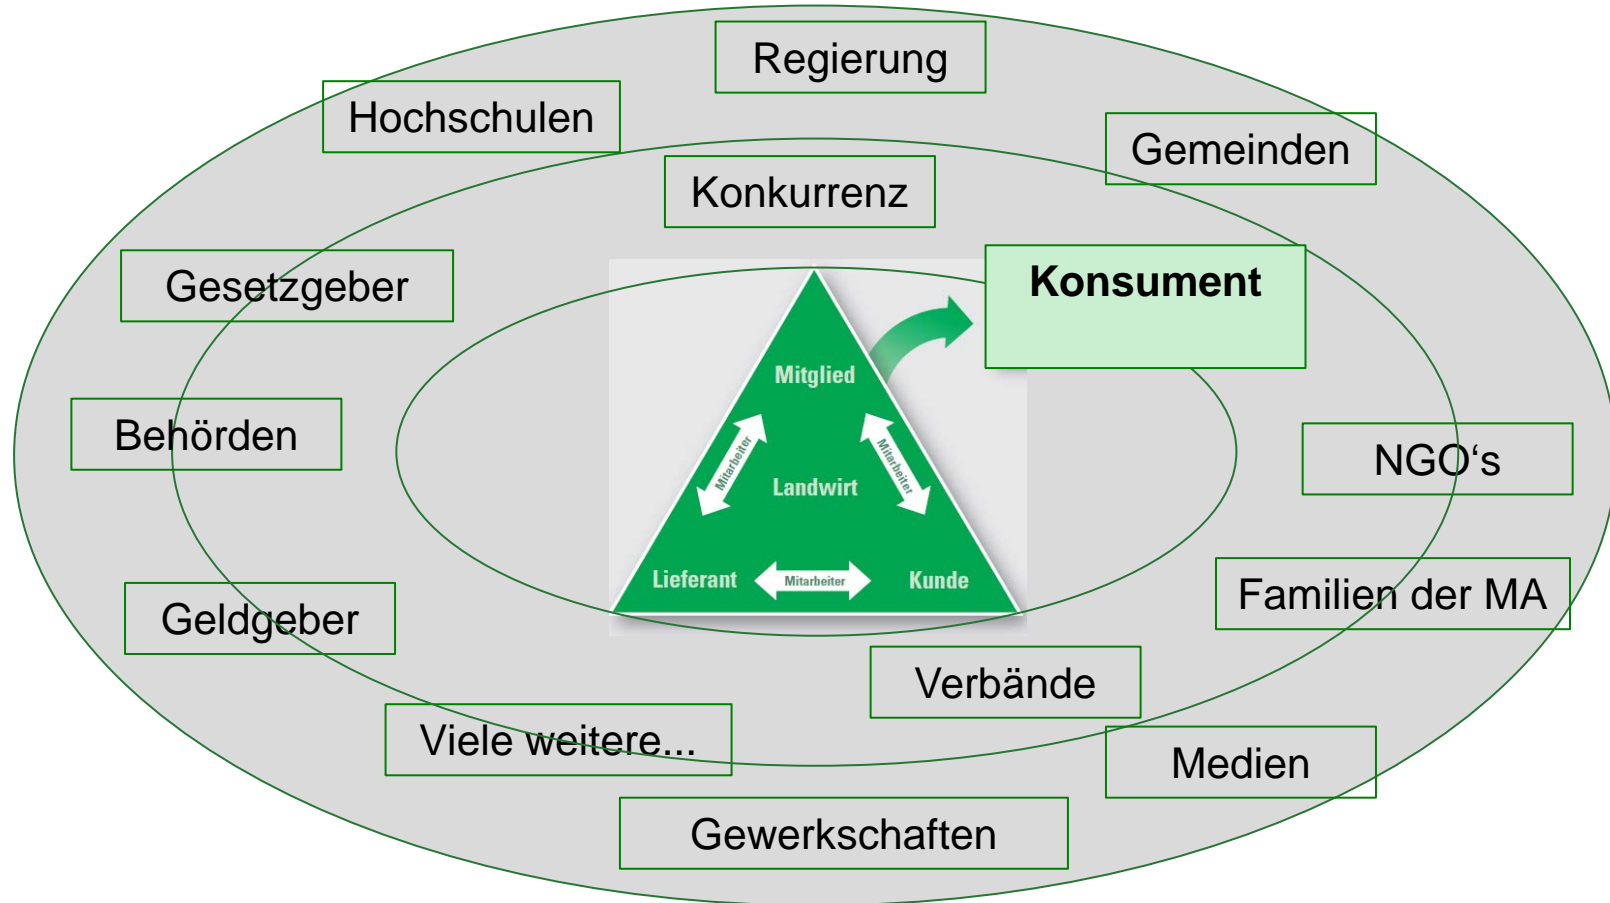 Regierung
Hochschulen
Gemeinden
Konkurrenz
Konsument
Gesetzgeber
Mitglied
Behörden
Mitarbeiter
Mitarbeiter
NGO‘s
Landwirt
Lieferant
Mitarbeiter
Kunde
Familien der MA
Geldgeber
Verbände
Viele weitere...
Medien
Gewerkschaften